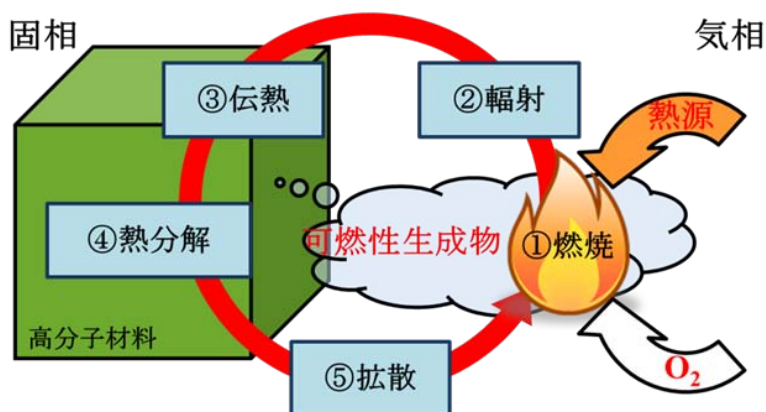 固相
気相
③伝熱
②輻射
熱源
④熱分解
可燃性生成物
①燃焼
高分子材料
⑤拡散
O₂